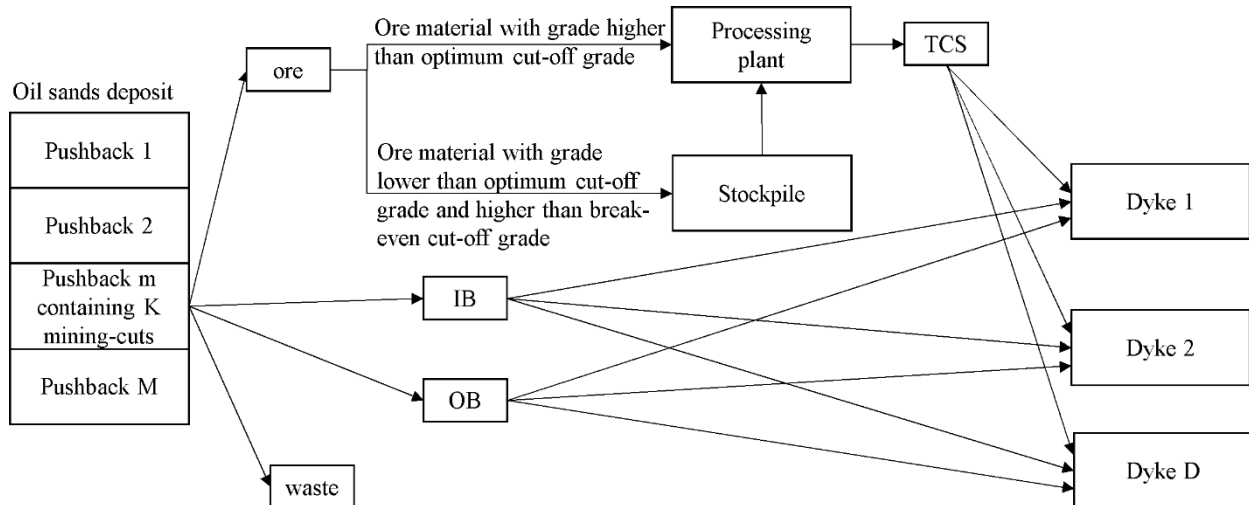 Oil sands deposit
Pushback 1
Pushback 2
Pushback m
containing K
mining-cuts
Pushback M
ore
Ore material with grade higher
than optimum cut-off grade
Ore material with grade
lower than optimum cut-off
grade and higher than break-
even cut-off grade
Processing
plant
Stockpile
TCS
IB
OB
waste
Dyke 1
Dyke 2
Dyke D